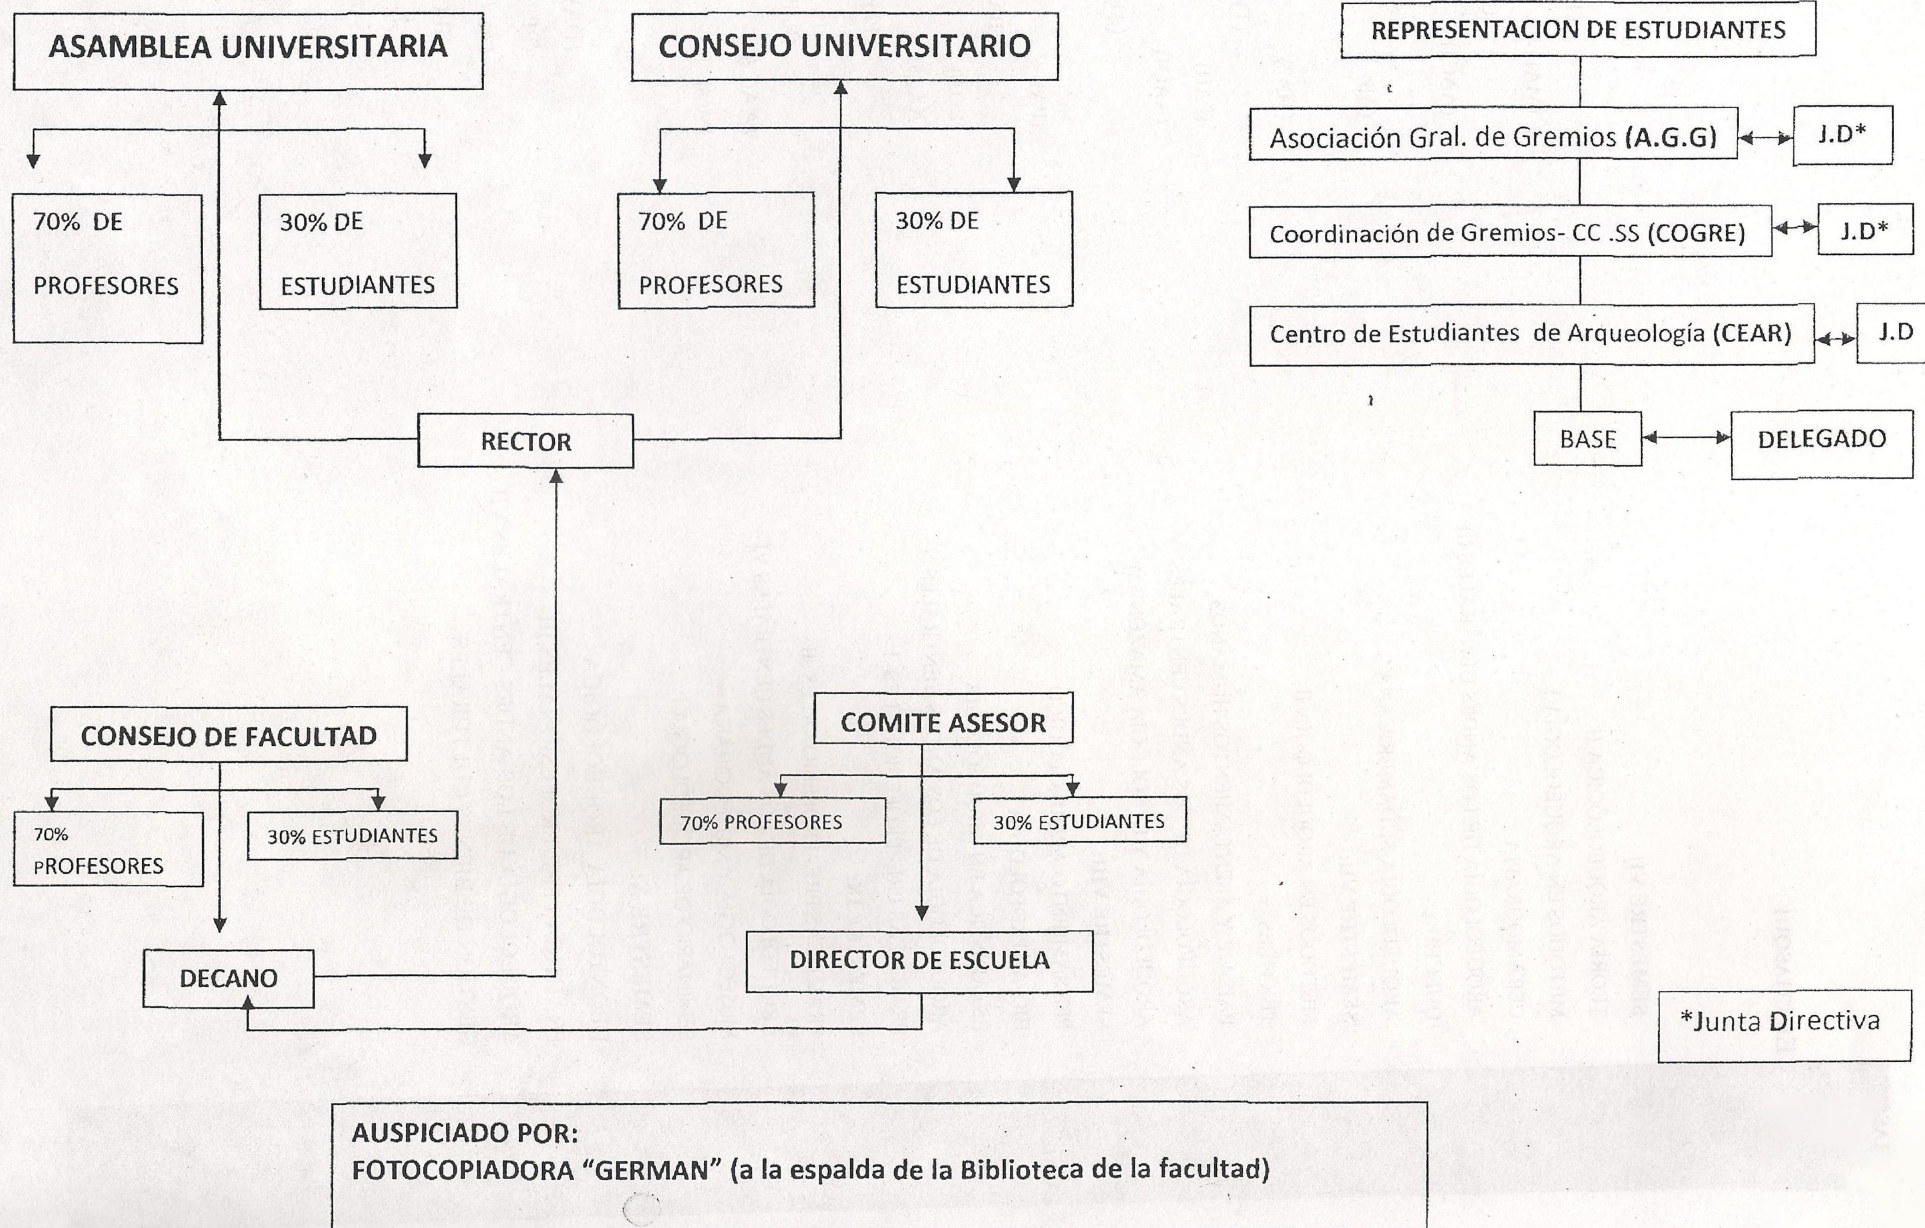 ASAMBLEA UNIVERSITARIA
70% DE
PROFESORES
30% DE
ESTUDIANTES
CONSEJO UNIVERSITARIO
70% DE
PROFESORES
30% DE
ESTUDIANTES
RECTOR
REPRESENTACION DE ESTUDIANTES
Asociación Gral. de Gremios (A.G.G)
J.D*
Coordinación de Gremios- CC .SS (COGRE)
J.D*
Centro de Estudiantes de Arqueología (CEAR)
J.D
BASE
DELEGADO
CONSEJO DE FACULTAD
70%
PROFESORES
30% ESTUDIANTES
DECANO
COMITE ASESOR
70% PROFESORES
30% ESTUDIANTES
DIRECTOR DE ESCUELA
*Junta Directiva
AUSPICIADO POR:
FOTOCOPIADORA “GERMAN” (a la espalda de la Biblioteca de la facultad)